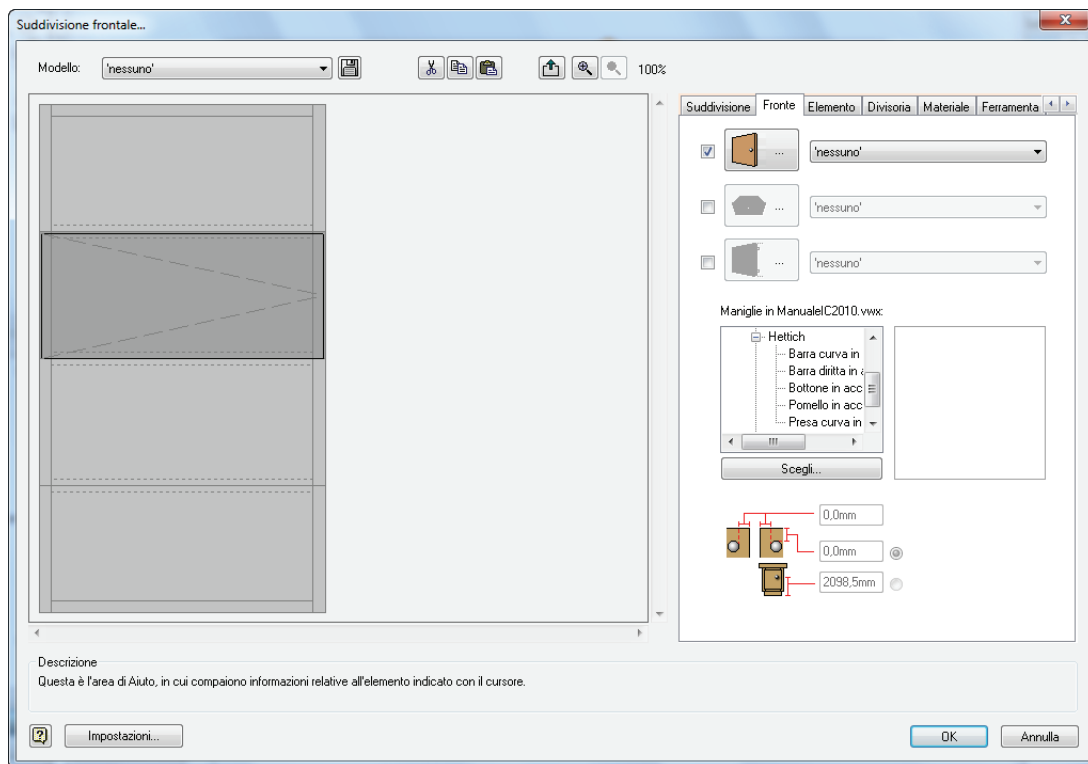 Suddivisione frontale...
Modello: 'nessuno' 100%
Suddivisione Fronte Elemento Divisoria Materiale Ferramenta
... 'nessuno'
... 'nessuno'
... 'nessuno'
Maniglie in ManualeIC2010.vwx:
Hettich
Barra curva in
Barra diritta in
Bottone in acc
Pomello in acc
Presa curva in
Scegli...
0,0mm
0,0mm
2098,5mm
Descrizione
Questa è l'area di Aiuto, in cui compaiono informazioni relative all'elemento indicato con il cursore.
Impostazioni... OK Annulla